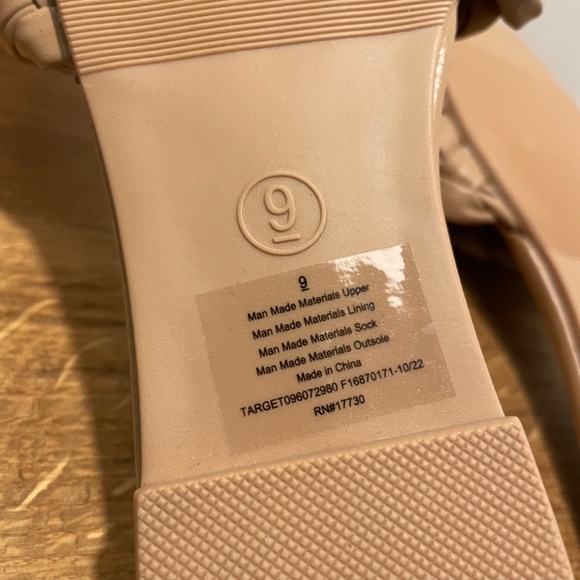 9
9
Man Made Materials Upper
Man Made Materials Lining
Man Made Materials Sock
Man Made Materials Outsole
Made in China
TARGET096072980 F16870171-10/22
RN#17730